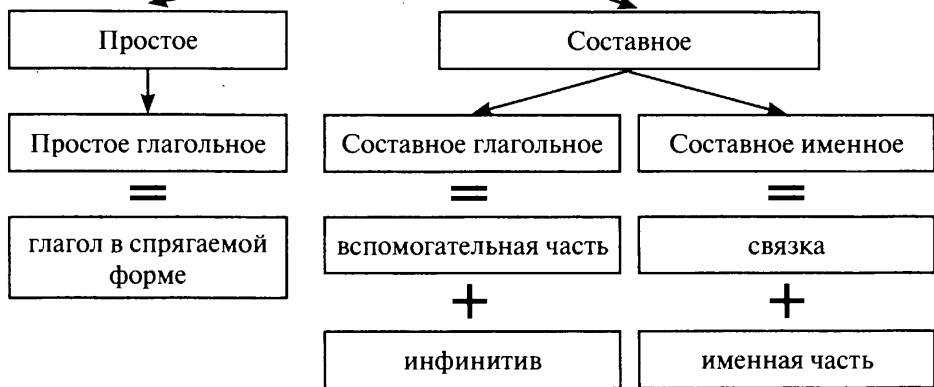 Простое
Составное
Простое глагольное
Составное глагольное
Составное именное
=
=
=
глагол в спрягаемой
форме
вспомогательная часть
связка
+
+
инфинитив
именная часть